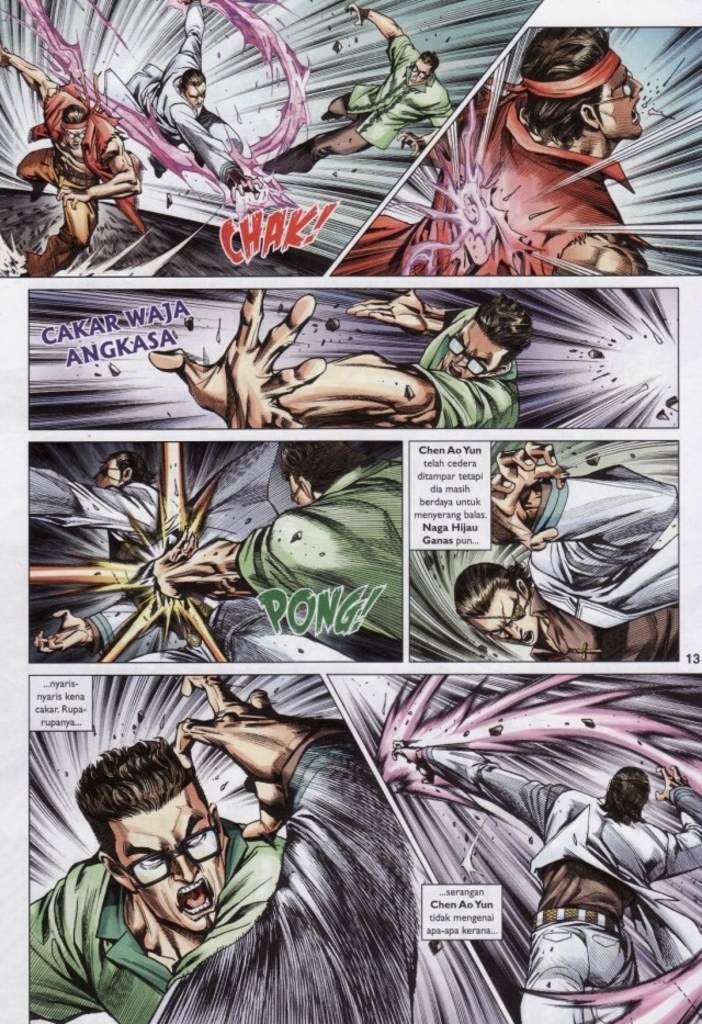 CHAK!
CAKAR WAJA
ANGKASA
PONG!
Chen Ao Yun
telah cedera
ditampar tetapi
dia masih
berdaya untuk
menyerang balas.
Naga Hijau
Ganas pun...
13
...nyaris-
nyaris kena
cakar. Rupa-
rupanya...
...serangan
Chen Ao Yun
tidak mengenai
apa-apa kerana...